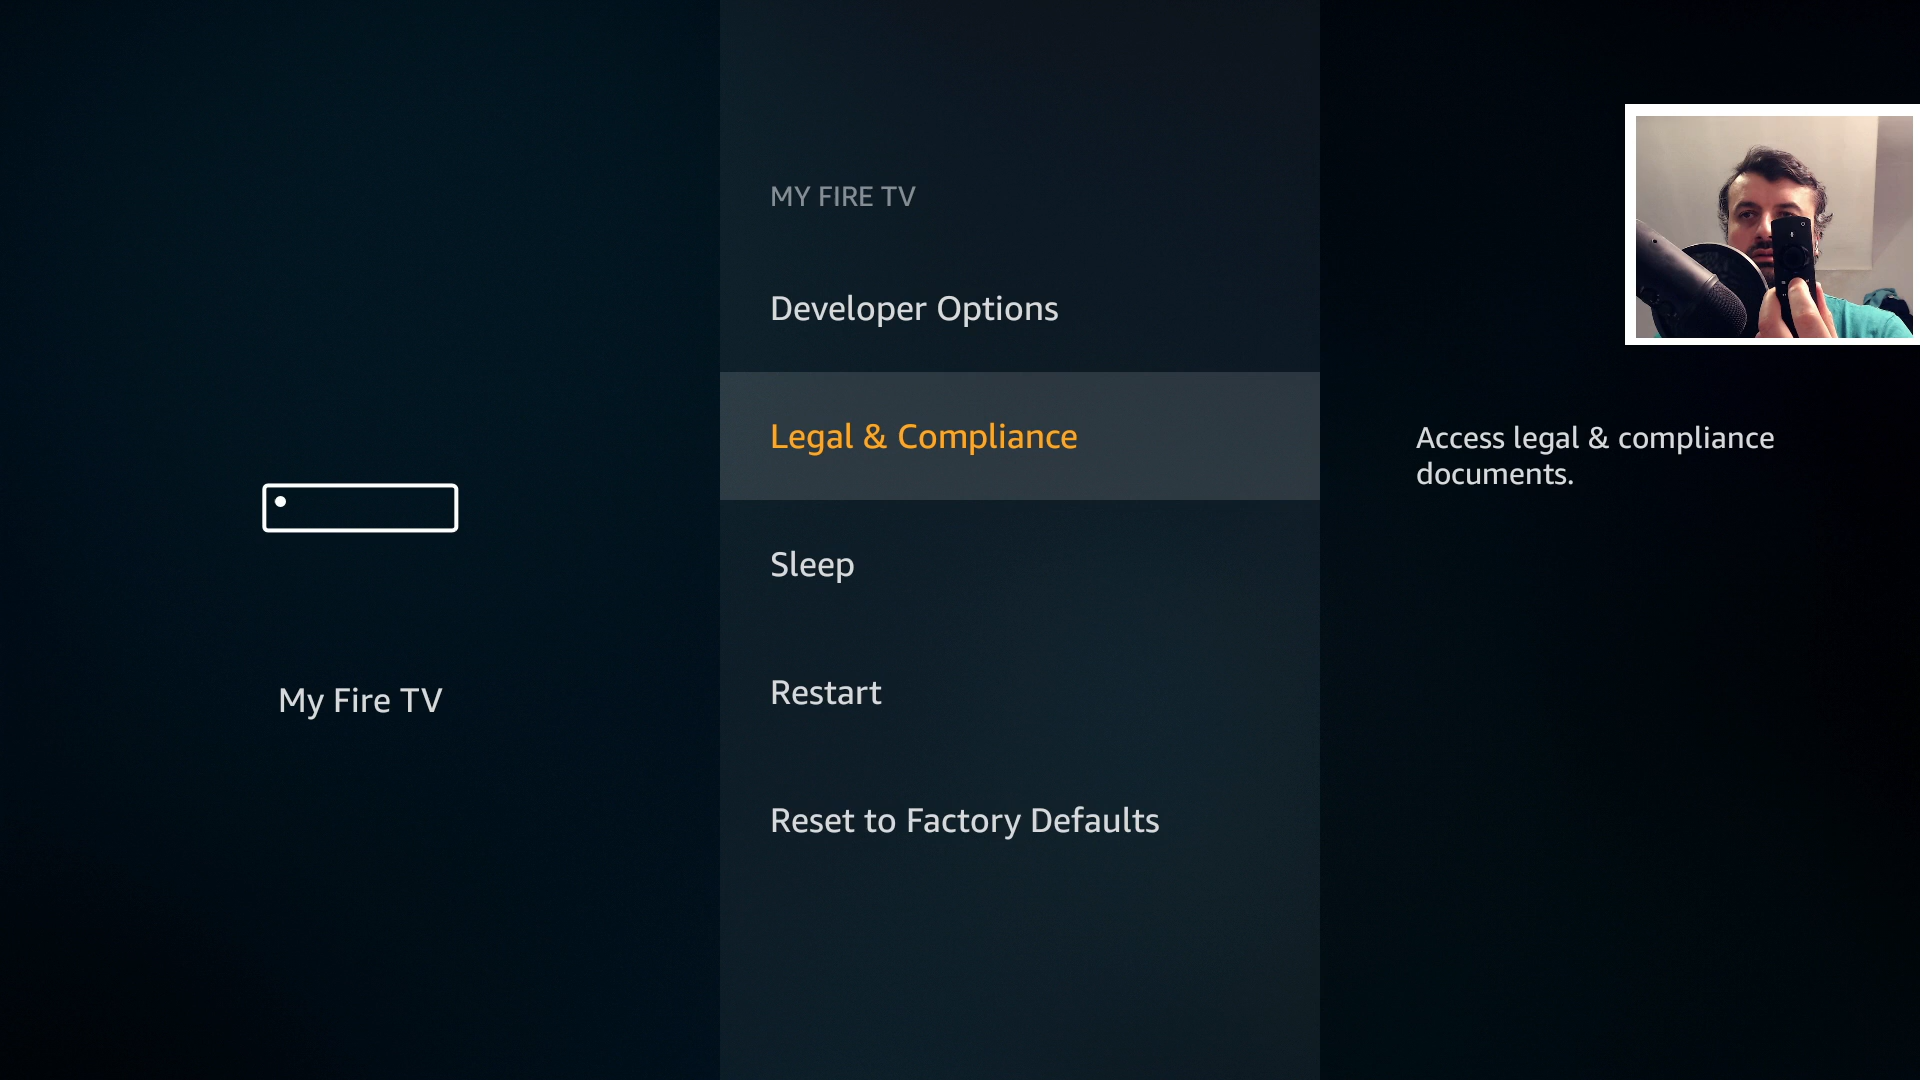 MY FIRE TV
Developer Options
Legal & Compliance
Access legal & compliance
documents.
Sleep
Restart
My Fire TV
Reset to Factory Defaults